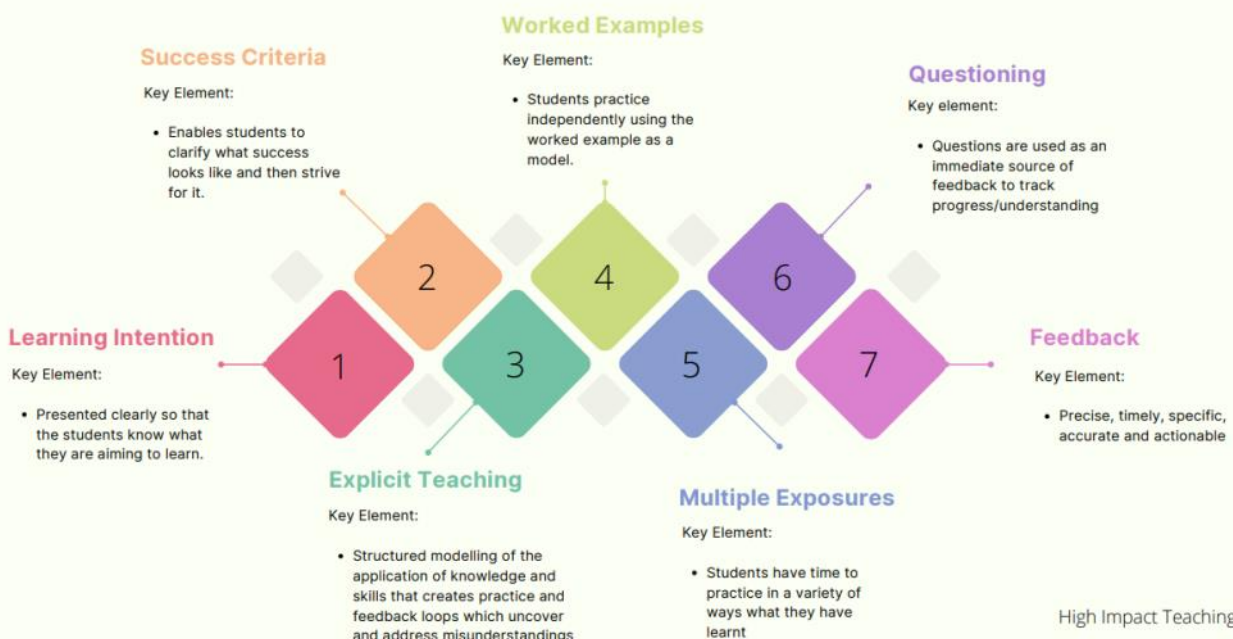 Worked Examples
Key Element:
• Students practice
independently using the
worked example as a
model.
Success Criteria
Key Element:
• Enables students to
clarify what success
looks like and then strive
for it.
Questioning
Key element:
• Questions are used as an
immediate source of
feedback to track
progress/understanding
2
4
6
Learning Intention
Key Element:
• Presented clearly so that
the students know what
they are aiming to learn.
1
3
5
7
Feedback
Key Element:
• Precise, timely, specific,
accurate and actionable
Explicit Teaching
Key Element:
• Structured modelling of the
application of knowledge and
skills that creates practice and
feedback loops which uncover
and address misunderstandings
Multiple Exposures
Key Element:
• Students have time to
practice in a variety of
ways what they have
learnt
High Impact Teaching